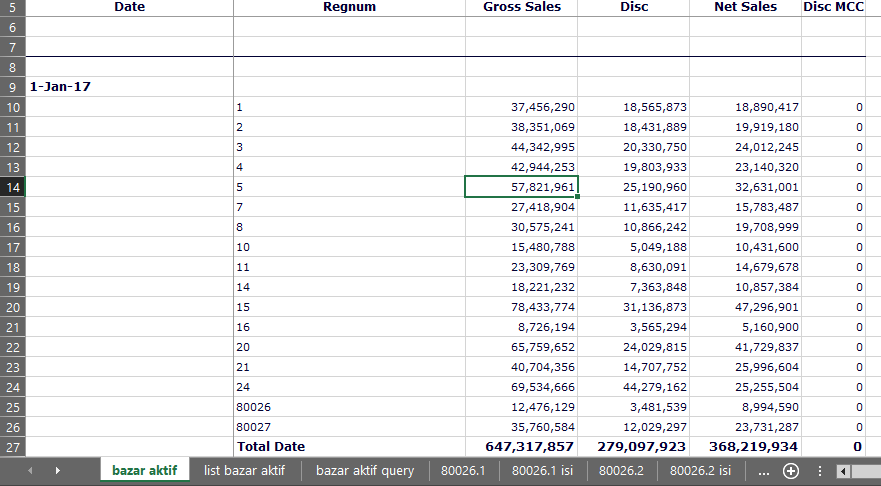 5 Date Regnum Gross Sales Disc Net Sales Disc MCC
6
7
8
9 1-Jan-17
10 1 37,456,290 18,565,873 18,890,417 0
11 2 38,351,069 18,431,889 19,919,180 0
12 3 44,342,995 20,330,750 24,012,245 0
13 4 42,944,253 19,803,933 23,140,320 0
14 5 57,821,961 25,190,960 32,631,001 0
15 7 27,418,904 11,635,417 15,783,487 0
16 8 30,575,241 10,866,242 19,708,999 0
17 10 15,480,788 5,049,188 10,431,600 0
18 11 23,309,769 8,630,091 14,679,678 0
19 14 18,221,232 7,363,848 10,857,384 0
20 15 78,433,774 31,136,873 47,296,901 0
21 16 8,726,194 3,565,294 5,160,900 0
22 20 65,759,652 24,029,815 41,729,837 0
23 21 40,704,356 14,707,752 25,996,604 0
24 24 69,534,666 44,279,162 25,255,504 0
25 80026 12,476,129 3,481,539 8,994,590 0
26 80027 35,760,584 12,029,297 23,731,287 0
27 Total Date 647,317,857 279,097,923 368,219,934 0
bazar aktif list bazar aktif bazar aktif query 80026.1 80026.1 isi 80026.2 80026.2 isi ...